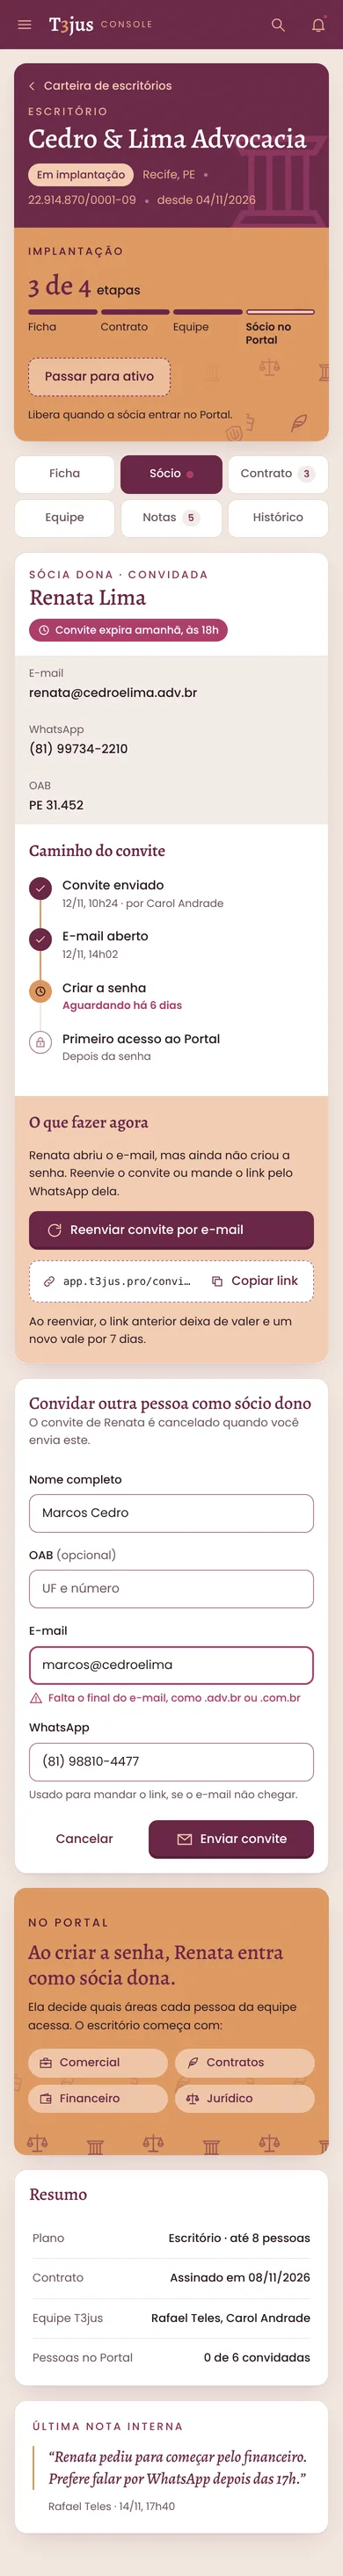 T3jus CONSOLE
Carteira de escritórios
ESCRITÓRIO
Cedro & Lima Advocacia
Em implantação Recife, PE •
22.914.870/0001-09 • desde 04/11/2026
IMPLANTAÇÃO
3 de 4 etapas
Ficha Contrato Equipe Sócio no
Portal
Passar para ativo
Libera quando a sócia entrar no Portal.
Ficha Sócio Contrato 3
Equipe Notas 5 Histórico
SÓCIA DONA · CONVIDADA
Renata Lima
Convite expira amanhã, às 18h
E-mail
renata@cedroelima.adv.br
WhatsApp
(81) 99734-2210
OAB
PE 31.452
Caminho do convite
Convite enviado
12/11, 10h24 · por Carol Andrade
E-mail aberto
12/11, 14h02
Criar a senha
Aguardando há 6 dias
Primeiro acesso ao Portal
Depois da senha
O que fazer agora
Renata abriu o e-mail, mas ainda não criou a
senha. Reenvie o convite ou mande o link pelo
WhatsApp dela.
Reenviar convite por e-mail
app.t3jus.pro/convi… Copiar link
Ao reenviar, o link anterior deixa de valer e um
novo vale por 7 dias.
Convidar outra pessoa como sócio dono
O convite de Renata é cancelado quando você
envia este.
Nome completo
Marcos Cedro
OAB (opcional)
UF e número
E-mail
marcos@cedroelima
Falta o final do e-mail, como .adv.br ou .com.br
WhatsApp
(81) 98810-4477
Usado para mandar o link, se o e-mail não chegar.
Cancelar Enviar convite
NO PORTAL
Ao criar a senha, Renata entra
como sócia dona.
Ela decide quais áreas cada pessoa da equipe
acessa. O escritório começa com:
Comercial Contratos
Financeiro Jurídico
Resumo
Plano Escritório · até 8 pessoas
Contrato Assinado em 08/11/2026
Equipe T3jus Rafael Teles, Carol Andrade
Pessoas no Portal 0 de 6 convidadas
ÚLTIMA NOTA INTERNA
“Renata pediu para começar pelo financeiro.
Prefere falar por WhatsApp depois das 17h.”
Rafael Teles · 14/11, 17h40